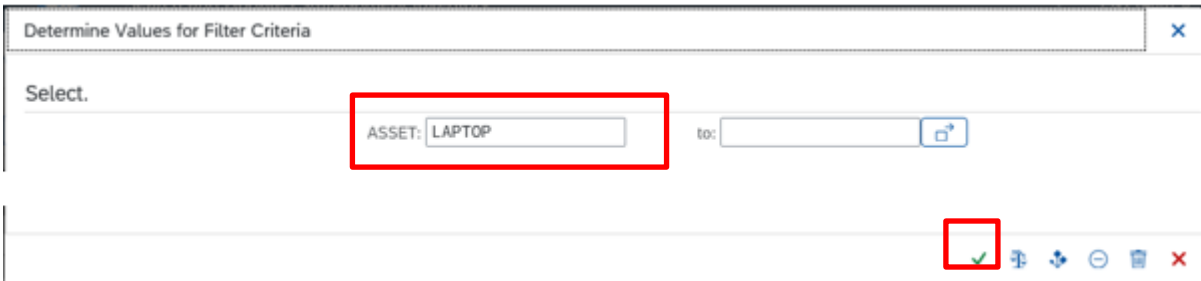 Determine Values for Filter Criteria
Select.
ASSET: LAPTOP to: